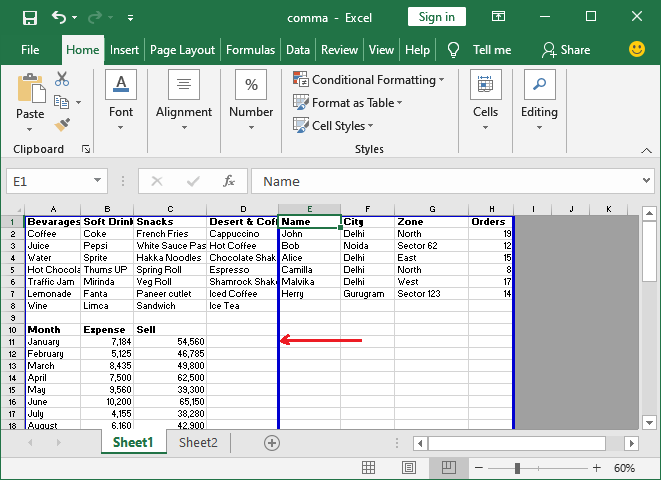 comma - Excel
Sign in
File Home Insert Page Layout Formulas Data Review View Help Tell me Share
Paste
Clipboard
Font
Alignment
%
Number
Conditional Formatting
Format as Table
Cell Styles
Styles
Cells
Editing
E1 fx Name
A B C D E F G H I J K
1 Bevarages Soft Drink Snacks Desert & Coff Name City Zone Orders
2 Coffee Coke French Fries Cappuccino John Delhi North 19
3 Juice Pepsi White Sauce Pas Hot Coffee Bob Noida Sector 62 12
4 Water Sprite Hakka Noodles Chocolate Shak Alice Delhi East 15
5 Hot Chocola Thums UP Spring Roll Espresso Camilla Delhi North 8
6 Traffic Jam Mirinda Veg Roll Shamrock Shak Malvika Delhi West 17
7 Lemonade Fanta Paneer cutlet Iced Coffee Herry Gurugram Sector 123 14
8 Wine Limca Sandwich Ice Tea
9
10 Month Expense Sell
11 January 7,184 54,560
12 February 5,125 46,785
13 March 8,435 49,800
14 April 7,500 62,500
15 May 9,560 39,300
16 June 10,200 65,150
17 July 4,155 38,280
18 August 6,160 42,900
Sheet1 Sheet2
60%